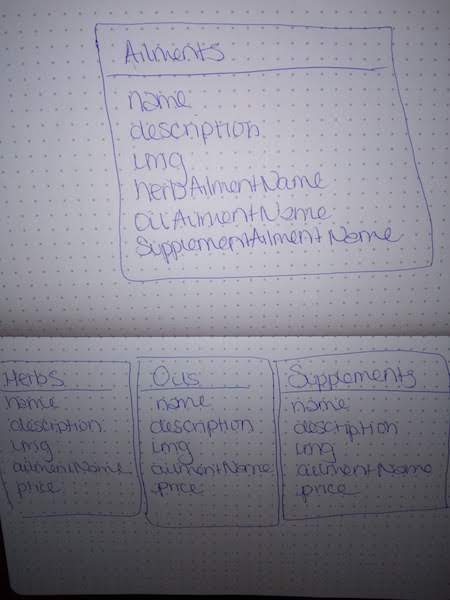 Ailments
name
description
img
herbAilmentName
oilAilmentName
SupplementAilmentName
Herbs
name
description
img
ailmentName
price
Oils
name
description
img
ailmentName
price
Supplements
name
description
img
ailmentName
price